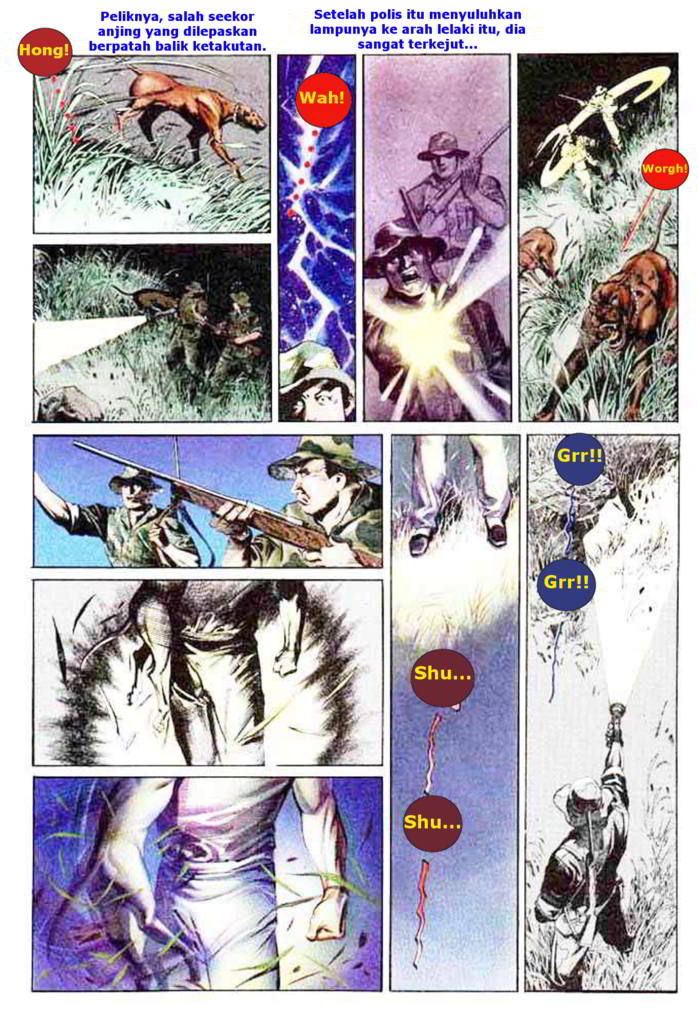 Peliknya, salah seekor
anjing yang dilepaskan
berpatah balik ketakutan.
Setelah polis itu menyuluhkan
lampunya ke arah lelaki itu, dia
sangat terkejut...
Hong!
Wah!
Worgh!
Grr!!
Grr!!
Shu...
Shu...